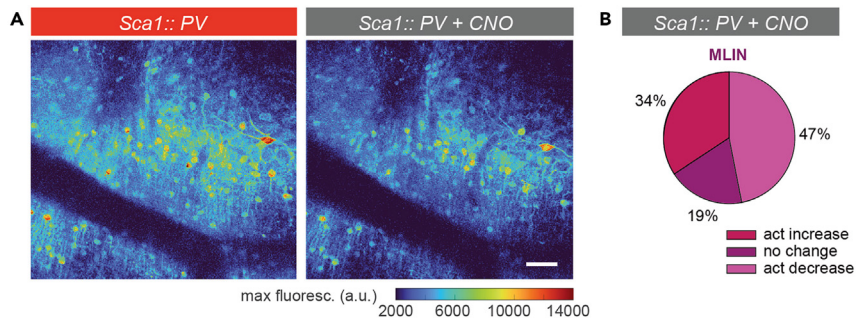 A
Sca1:: PV
Sca1:: PV + CNO
max fluoresc. (a.u.)
2000 6000 10000 14000
B
Sca1:: PV + CNO
MLIN
34%
47%
19%
act increase
no change
act decrease